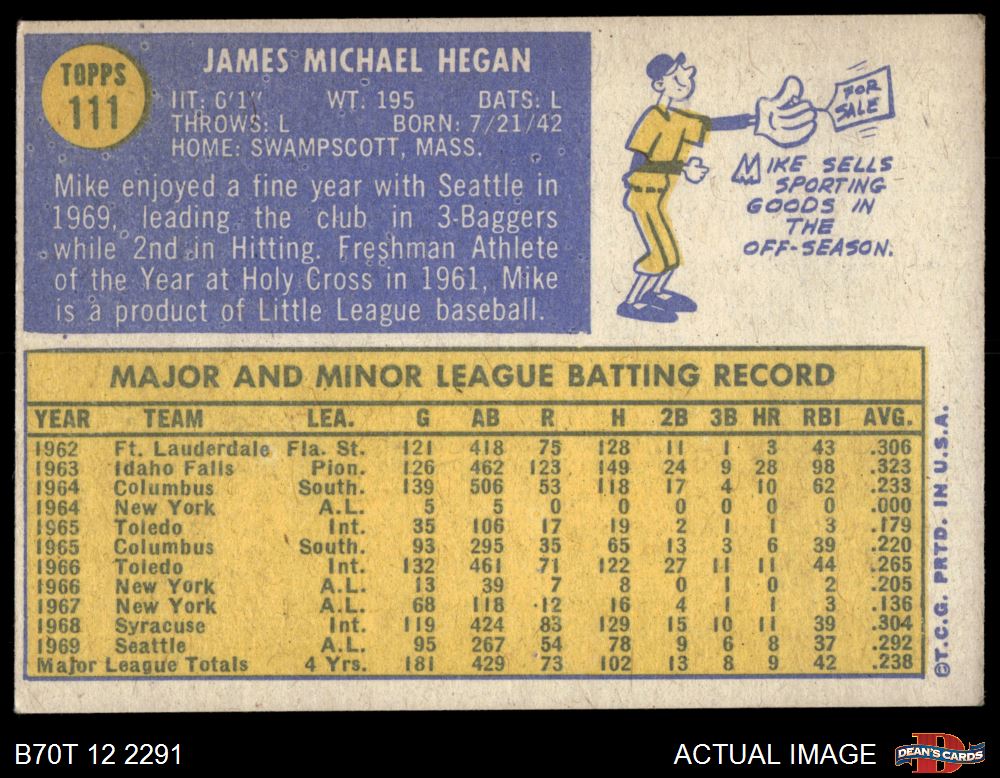 TOPPS
111
JAMES MICHAEL HEGAN
HT: 6'1" WT: 195 BATS: L
THROWS: L BORN: 7/21/42
HOME: SWAMPSCOTT, MASS.
Mike enjoyed a fine year with Seattle in
1969, leading the club in 3-Baggers
while 2nd in Hitting. Freshman Athlete
of the Year at Holy Cross in 1961, Mike
is a product of Little League baseball.
FOR
SALE
MIKE SELLS
SPORTING
GOODS IN
THE
OFF-SEASON.
MAJOR AND MINOR LEAGUE BATTING RECORD
YEAR TEAM LEA. G AB R H 2B 3B HR RBI AVG.
1962 Ft. Lauderdale Fla. St. 121 418 75 128 11 1 3 43 .306
1963 Idaho Falls Pion. 126 462 123 149 24 9 28 98 .323
1964 Columbus South. 139 506 53 118 17 4 10 62 .233
1964 New York A.L. 5 5 0 0 0 0 0 0 .000
1965 Toledo Int. 35 106 17 19 2 1 1 3 .179
1965 Columbus South. 93 295 35 65 13 3 6 39 .220
1966 Toledo Int. 132 461 71 122 27 11 11 44 .265
1966 New York A.L. 13 39 7 8 0 1 0 2 .205
1967 New York A.L. 68 118 12 16 4 1 1 3 .136
1968 Syracuse Int. 119 424 83 129 15 10 11 39 .304
1969 Seattle A.L. 95 267 54 78 9 6 8 37 .292
Major League Totals 4 Yrs. 181 429 73 102 13 8 9 42 .238
©T.C.G. PRTD. IN U.S.A.
B70T 12 2291
ACTUAL IMAGE
DEAN'S CARDS